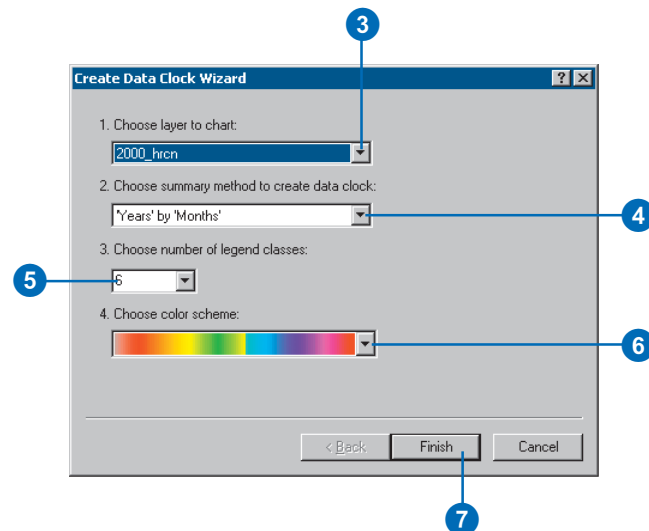 3
Create Data Clock Wizard ? ×
1. Choose layer to chart:
2000_hrcn
2. Choose summary method to create data clock:
'Years' by 'Months'
4
3. Choose number of legend classes:
5
6
4. Choose color scheme:
6
< Back Finish Cancel
7